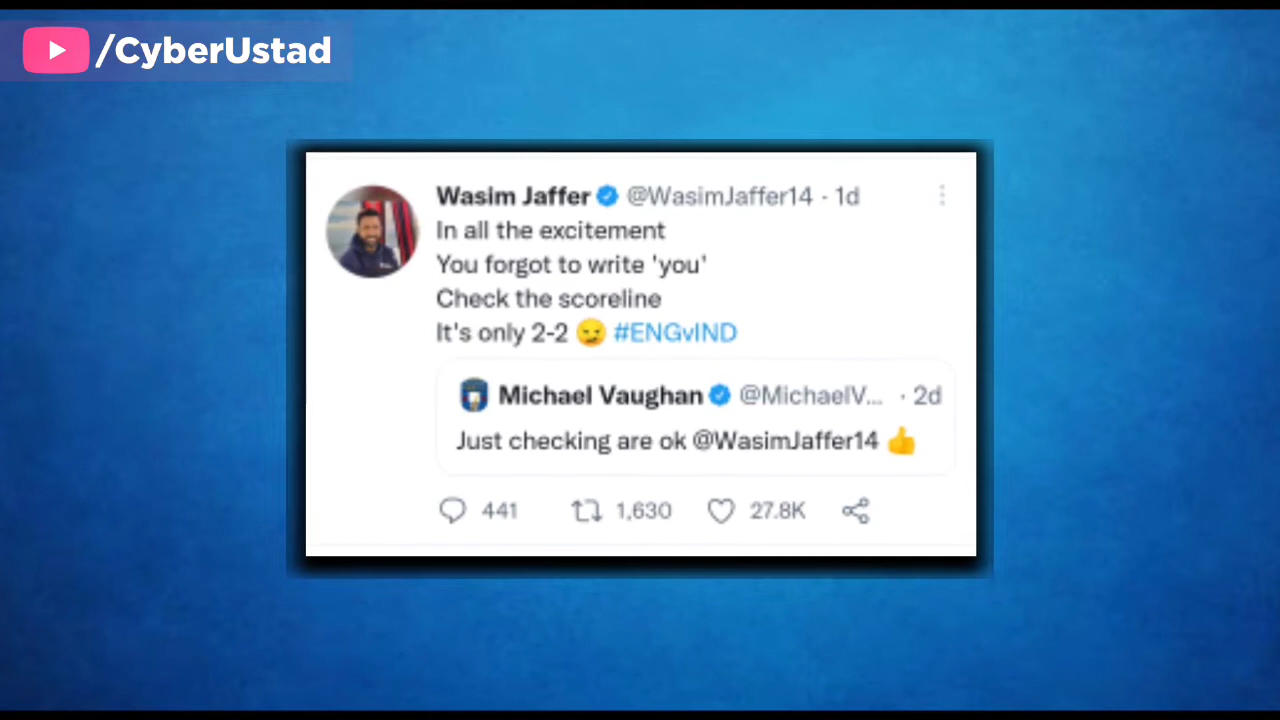 /CyberUstad
Wasim Jaffer @WasimJaffer14 · 1d
In all the excitement
You forgot to write 'you'
Check the scoreline
It's only 2-2 😏 #ENGvIND
Michael Vaughan @MichaelV... · 2d
Just checking are ok @WasimJaffer14 👍
441 1,630 27.8K